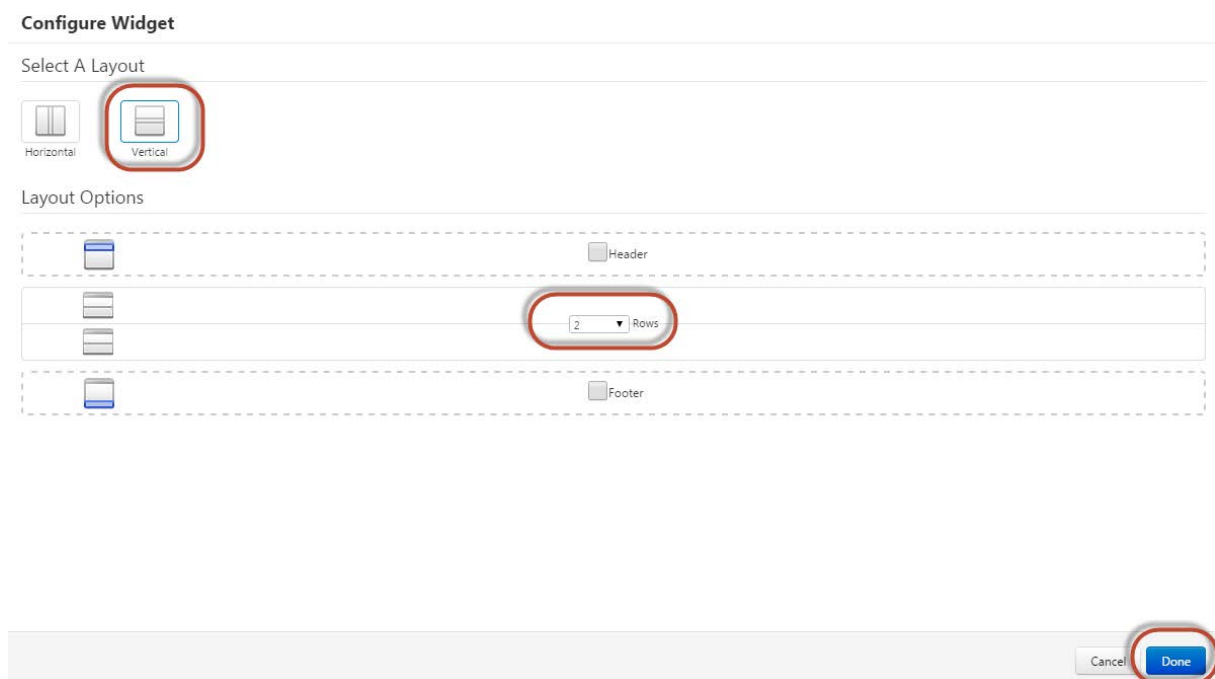 Configure Widget
Select A Layout
Horizontal
Vertical
Layout Options
Header
2 Rows
Footer
Cancel
Done